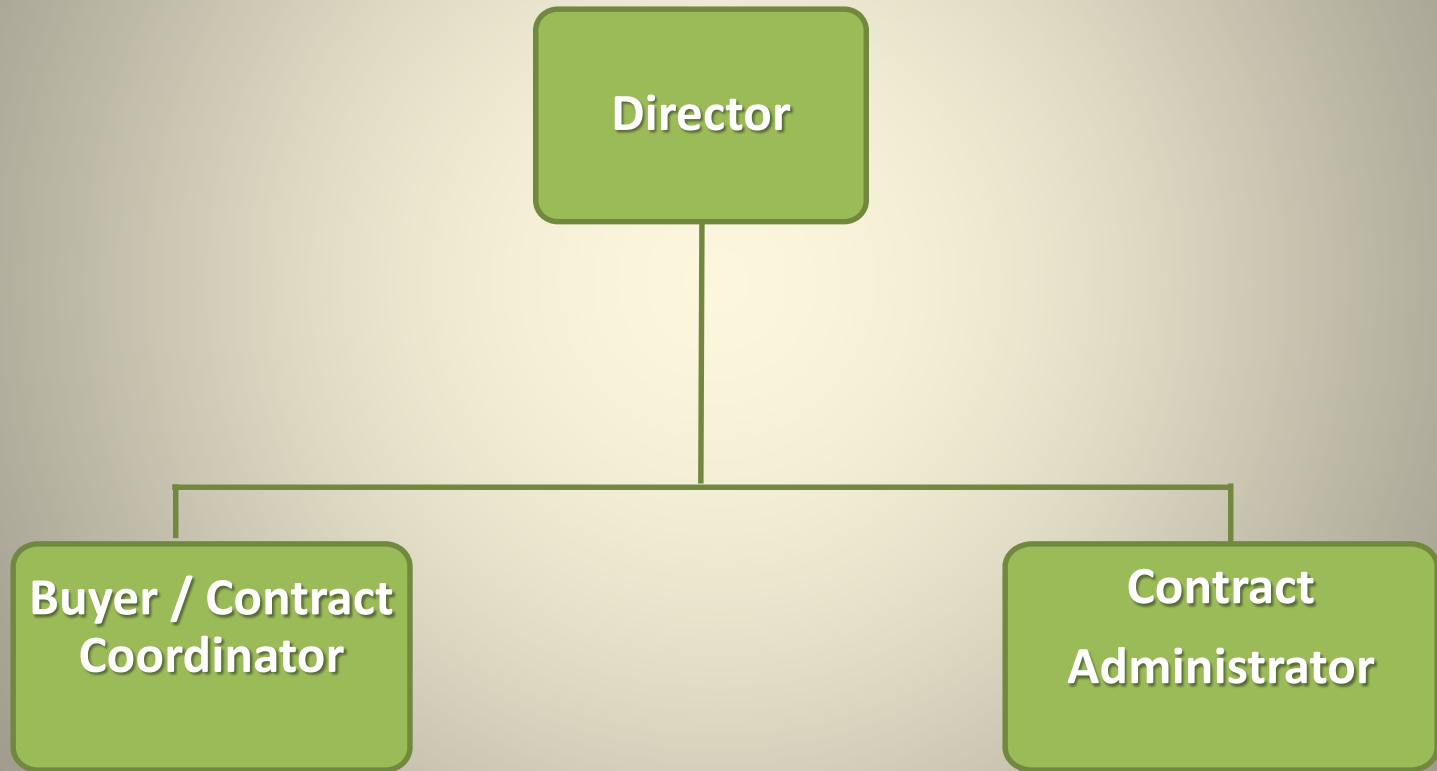 Director
Buyer / Contract
Coordinator
Contract
Administrator